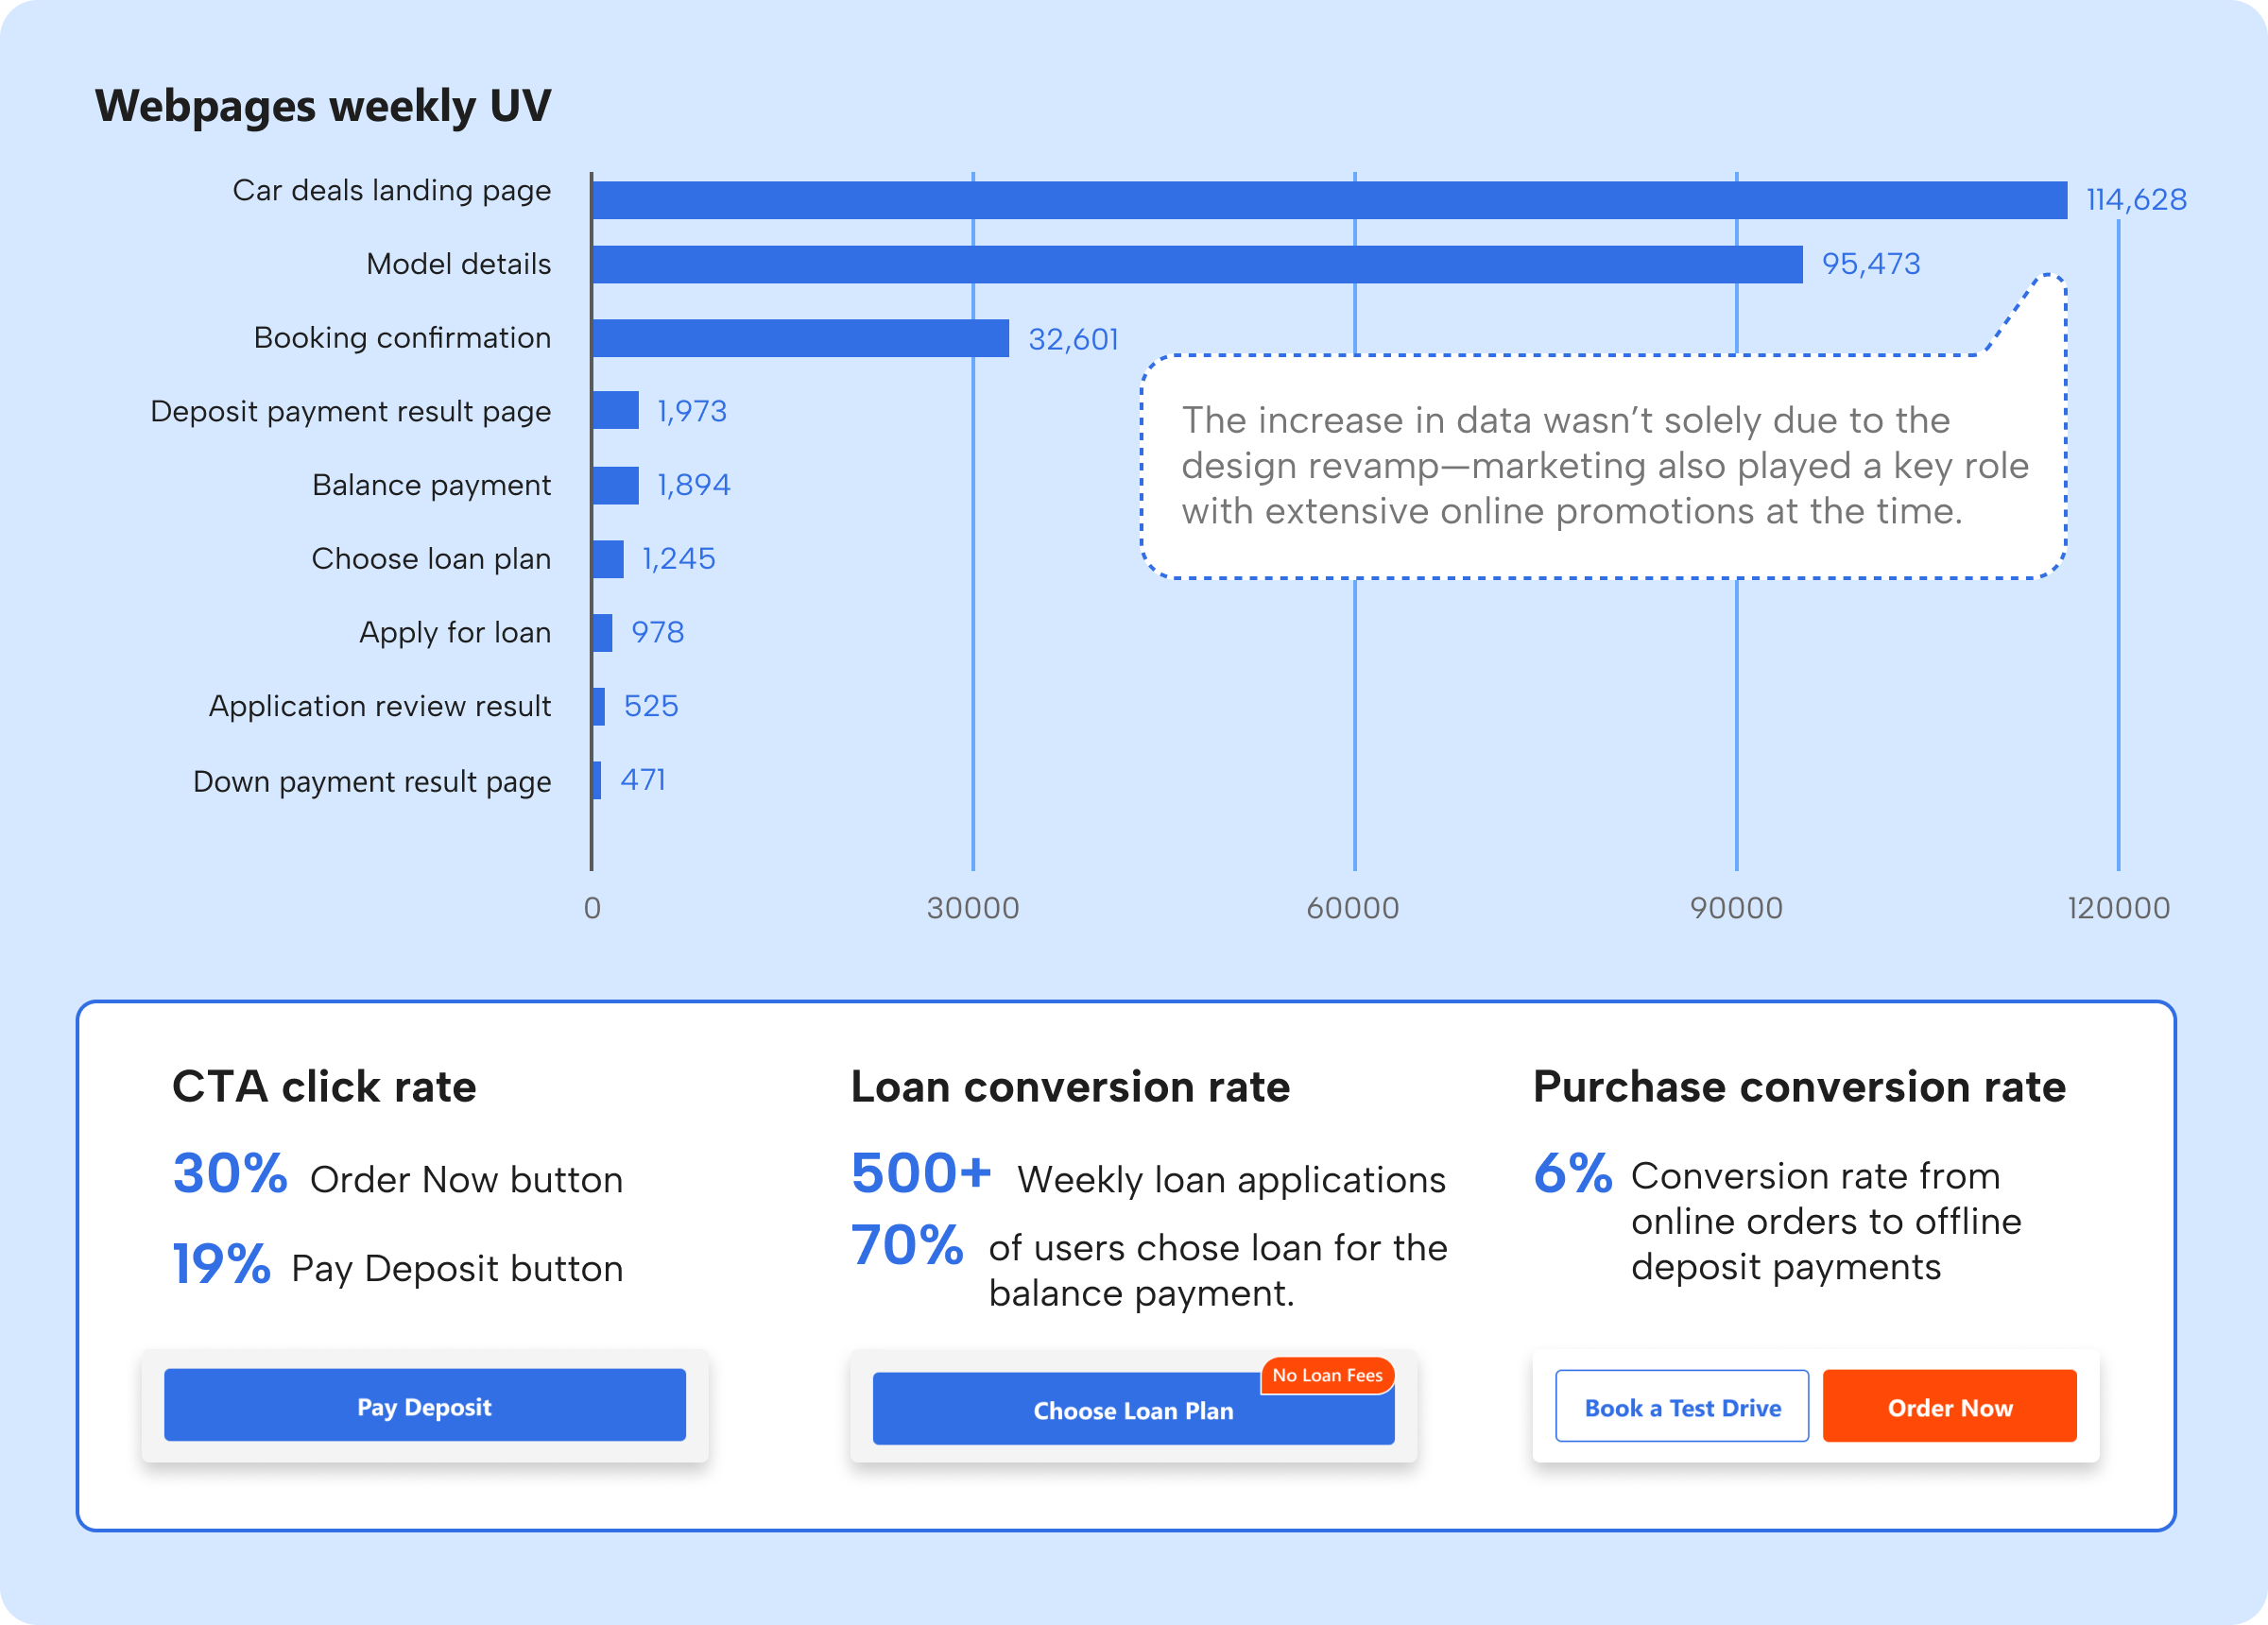 Webpages weekly UV
Car deals landing page 114,628
Model details 95,473
Booking confirmation 32,601
Deposit payment result page 1,973
Balance payment 1,894
Choose loan plan 1,245
Apply for loan 978
Application review result 525
Down payment result page 471
The increase in data wasn’t solely due to the
design revamp—marketing also played a key role
with extensive online promotions at the time.
0 30000 60000 90000 120000
CTA click rate
30% Order Now button
19% Pay Deposit button
Pay Deposit
Loan conversion rate
500+ Weekly loan applications
70% of users chose loan for the
balance payment.
No Loan Fees
Choose Loan Plan
Purchase conversion rate
6% Conversion rate from
online orders to offline
deposit payments
Book a Test Drive
Order Now